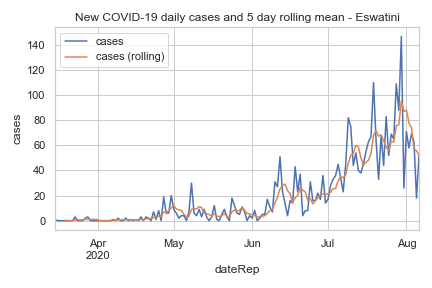 New COVID-19 daily cases and 5 day rolling mean - Eswatini
cases
cases (rolling)
140
120
100
80
60
40
20
0
cases
Apr
2020
May
Jun
Jul
Aug
dateRep